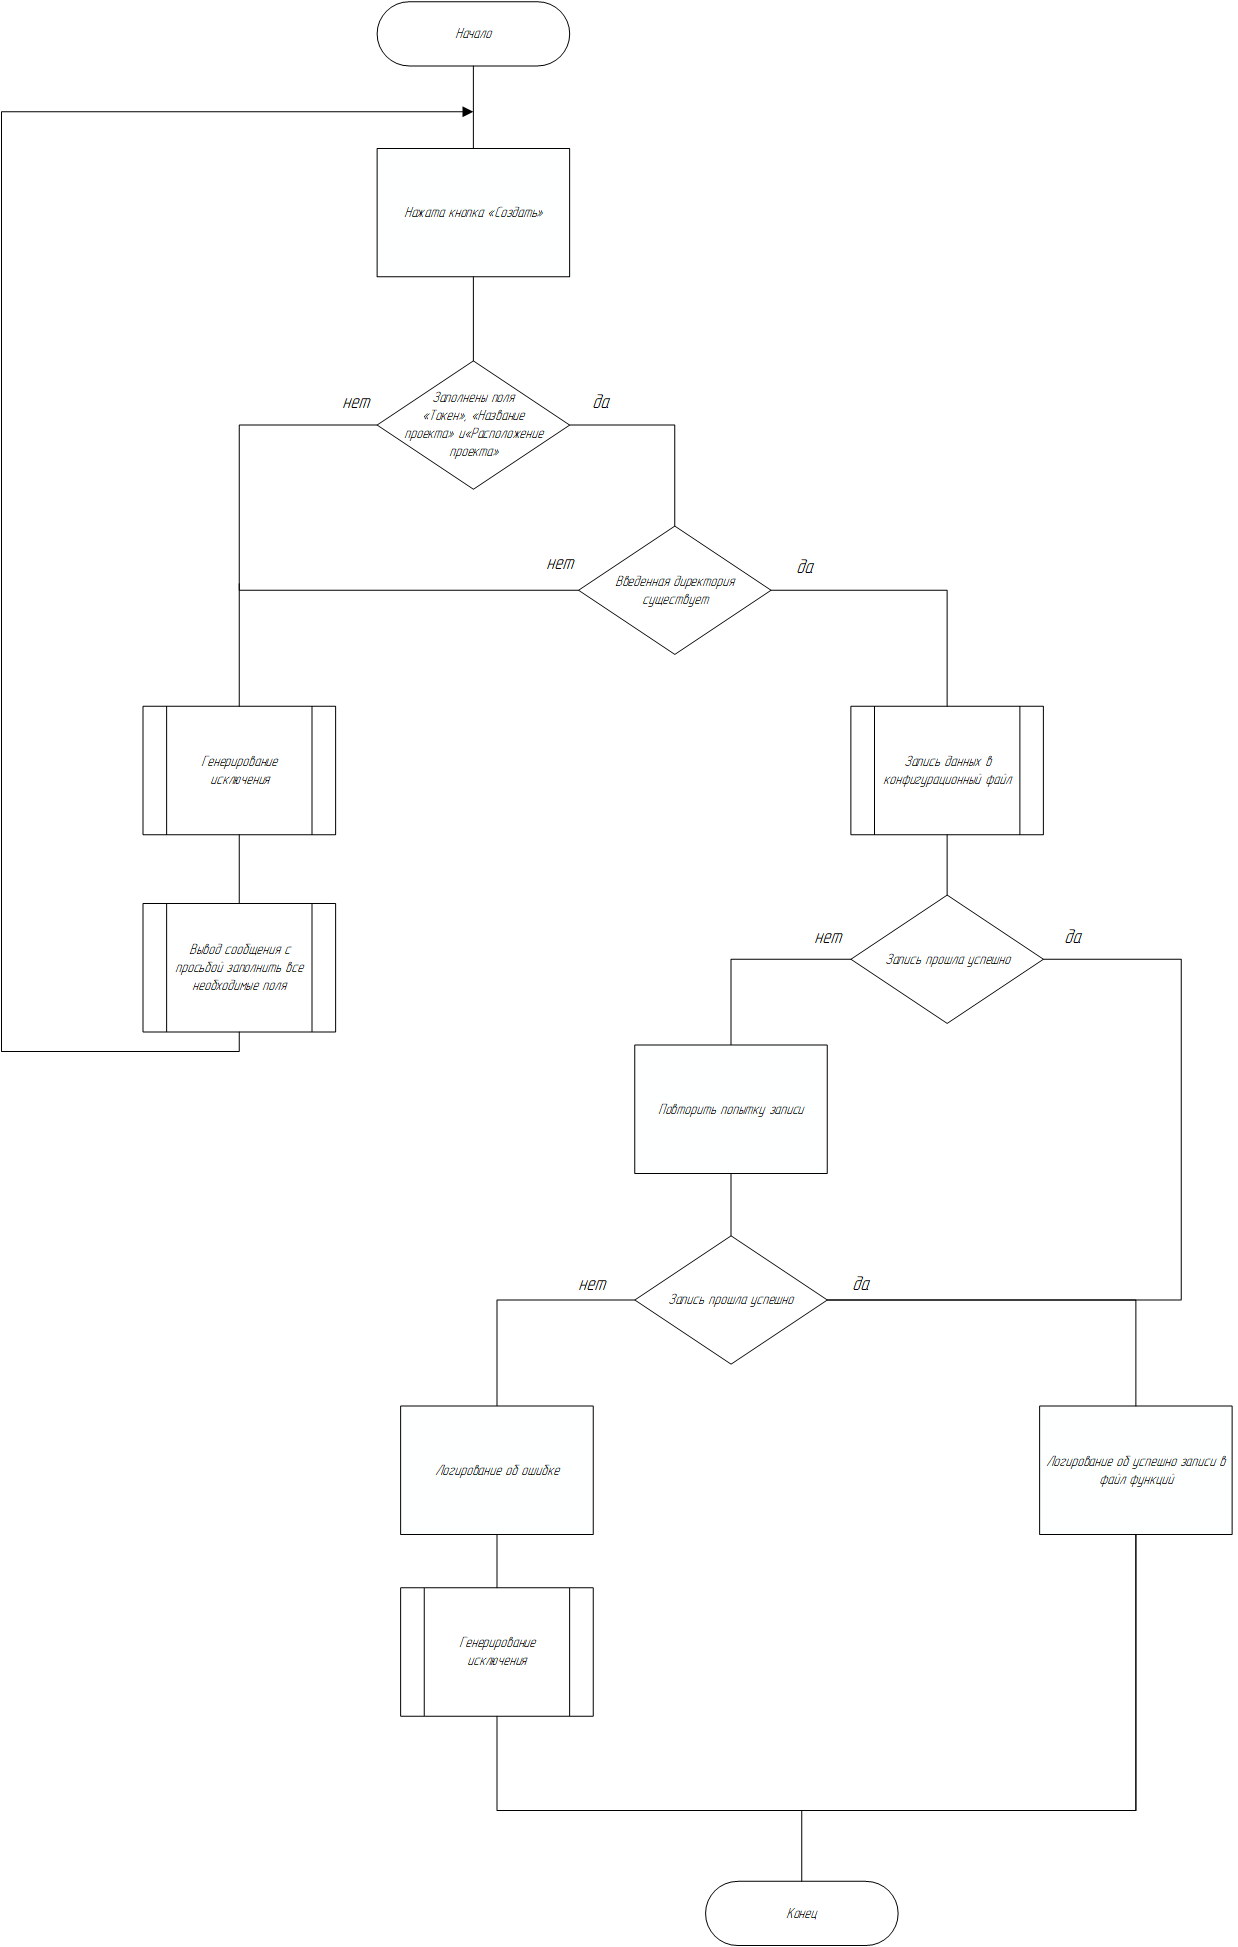 Начало
Нажата кнопка «Создать»
нет
да
Заполнены поля
«Токен», «Название
проекта» и«Расположение
проекта»
нет
да
Введенная директория
существует
Генерирование
исключения
Запись данных в
конфигурационный файл
Вывод сообщения с
просьбой заполнить все
необходимые поля
нет
да
Запись прошла успешно
Повторить попытку записи
нет
да
Запись прошла успешно
Логирование об ошибке
Логирование об успешно записи в
файл функций
Генерирование
исключения
Конец